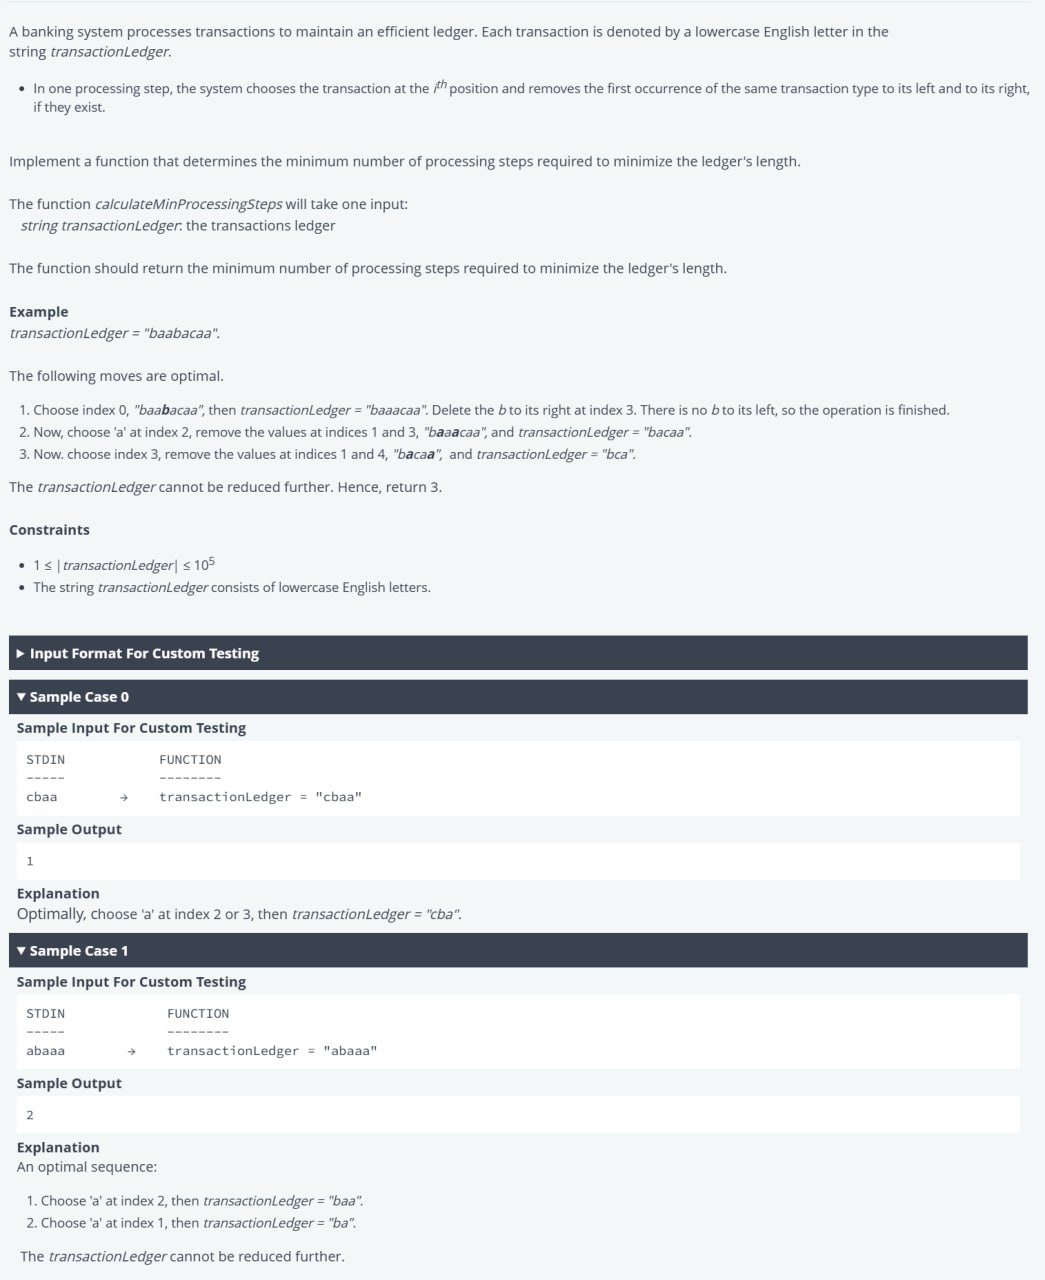 A banking system processes transactions to maintain an efficient ledger. Each transaction is denoted by a lowercase English letter in the
string transactionLedger.
• In one processing step, the system chooses the transaction at the ith position and removes the first occurrence of the same transaction type to its left and to its right,
if they exist.
Implement a function that determines the minimum number of processing steps required to minimize the ledger's length.
The function calculateMinProcessingSteps will take one input:
string transactionLedger: the transactions ledger
The function should return the minimum number of processing steps required to minimize the ledger's length.
Example
transactionLedger = "baabacaa".
The following moves are optimal.
1. Choose index 0, "baabacaa", then transactionLedger = "baaacaa". Delete the b to its right at index 3. There is no b to its left, so the operation is finished.
2. Now, choose 'a' at index 2, remove the values at indices 1 and 3, "baaacaa", and transactionLedger = "bacaa".
3. Now. choose index 3, remove the values at indices 1 and 4, "bacaa", and transactionLedger = "bca".
The transactionLedger cannot be reduced further. Hence, return 3.
Constraints
• 1 ≤ |transactionLedger| ≤ 10⁵
• The string transactionLedger consists of lowercase English letters.
▶ Input Format For Custom Testing
▼ Sample Case 0
Sample Input For Custom Testing
STDIN FUNCTION
----- --------
cbaa → transactionLedger = "cbaa"
Sample Output
1
Explanation
Optimally, choose 'a' at index 2 or 3, then transactionLedger = "cba".
▼ Sample Case 1
Sample Input For Custom Testing
STDIN FUNCTION
----- --------
abaaa → transactionLedger = "abaaa"
Sample Output
2
Explanation
An optimal sequence:
1. Choose 'a' at index 2, then transactionLedger = "baa".
2. Choose 'a' at index 1, then transactionLedger = "ba".
The transactionLedger cannot be reduced further.